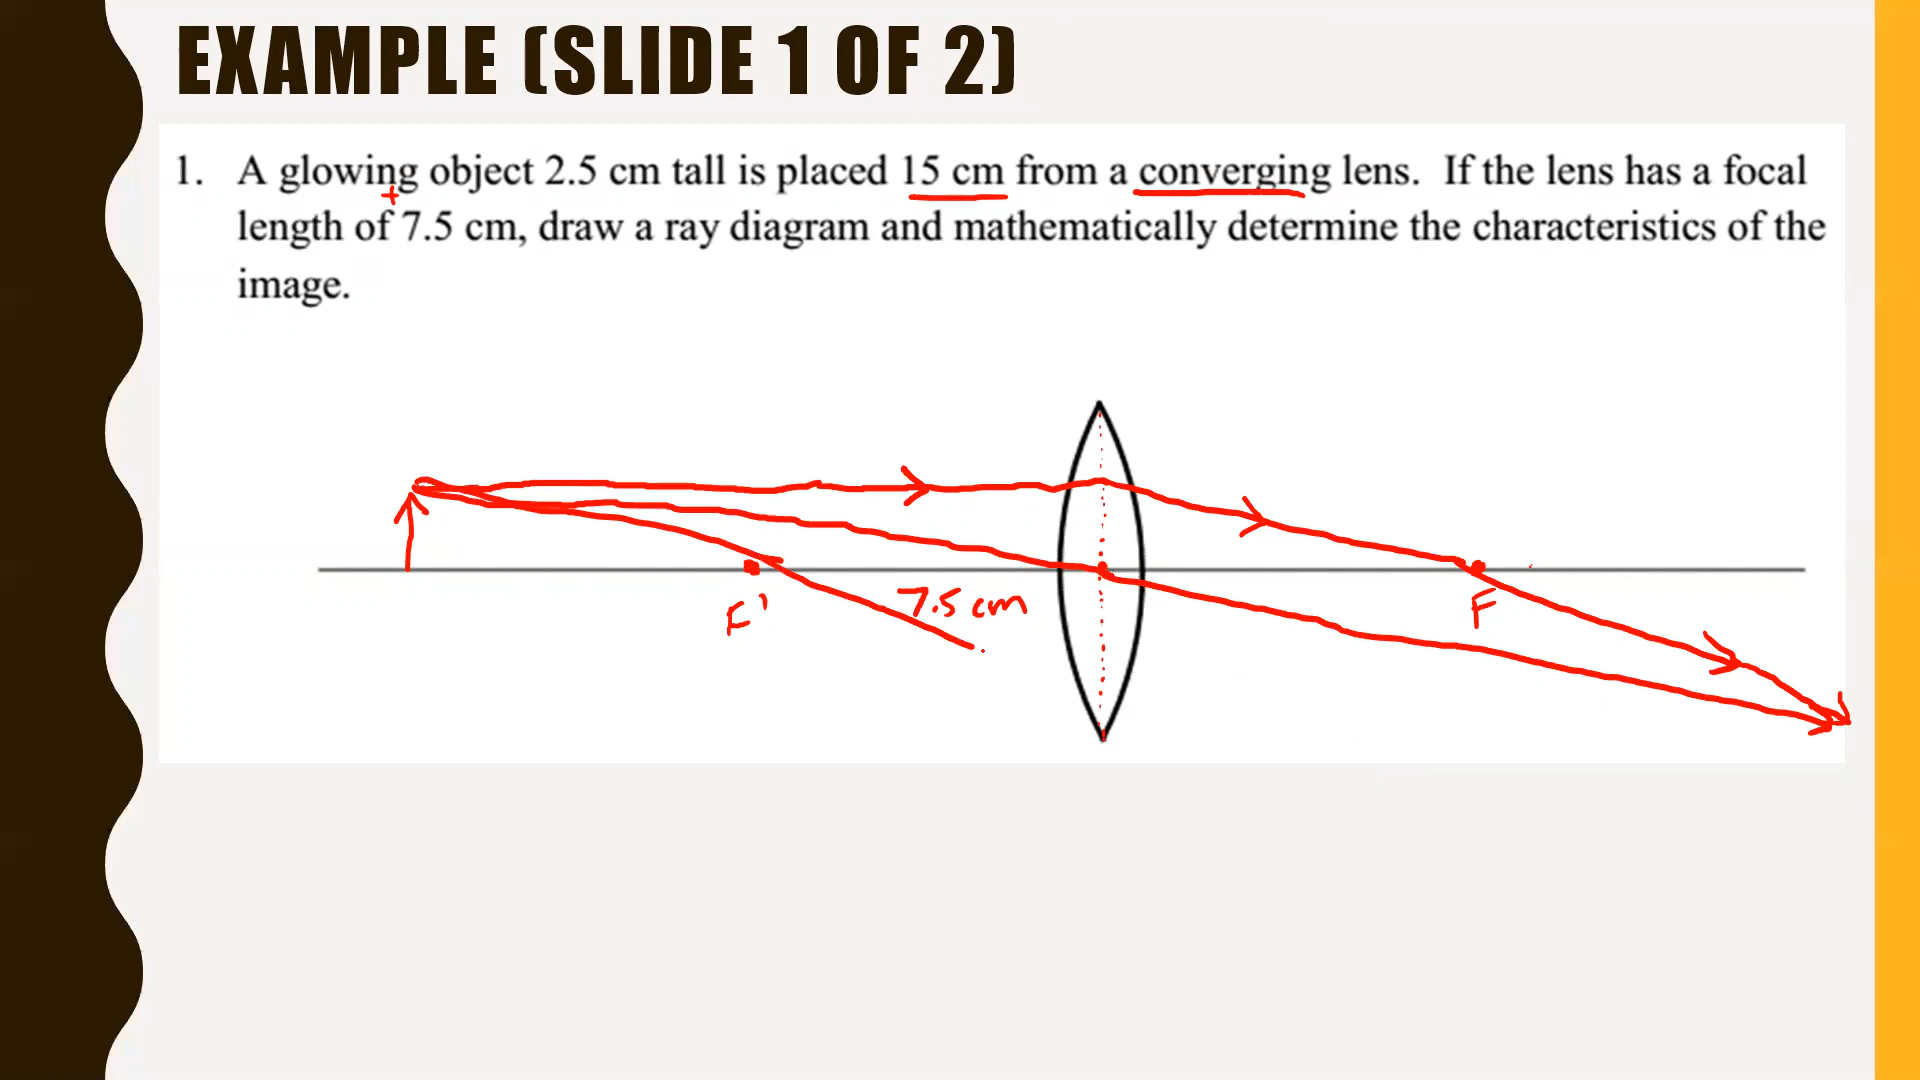 EXAMPLE (SLIDE 1 OF 2)
1. A glowing object 2.5 cm tall is placed 15 cm from a converging lens. If the lens has a focal
+
length of 7.5 cm, draw a ray diagram and mathematically determine the characteristics of the
image.
F' 7.5 cm F